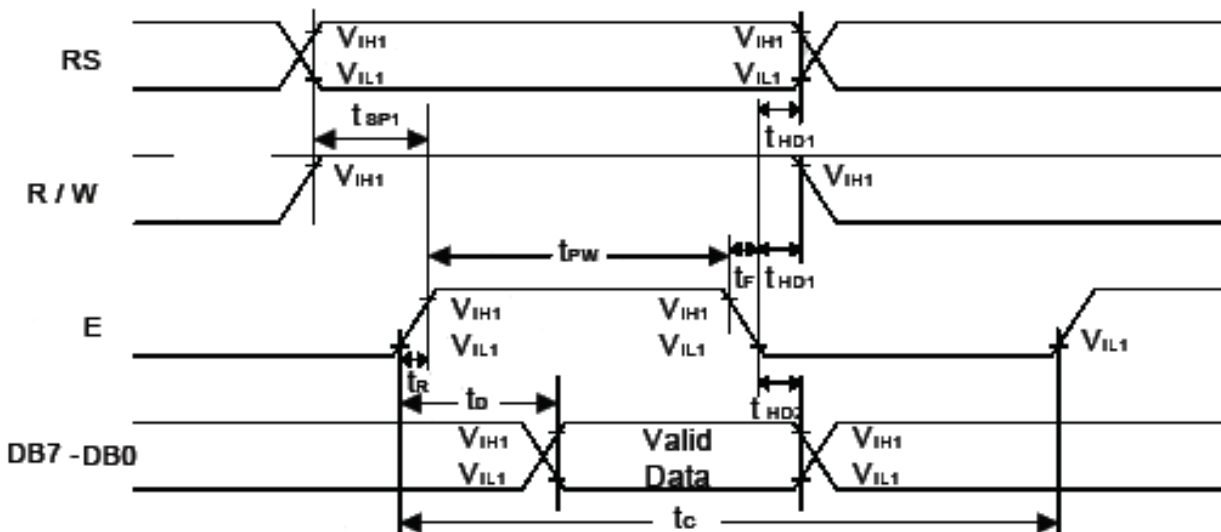 RS
VIH1 VIH1
VIL1 VIL1
tSP1 tHD1
R / W
VIH1 VIH1
tPW tF tHD1
E
VIH1 VIH1
VIL1 VIL1 VIL1
tR tD tHD2
DB7 -DB0
VIH1 Valid VIH1
VIL1 Data VIL1
tC